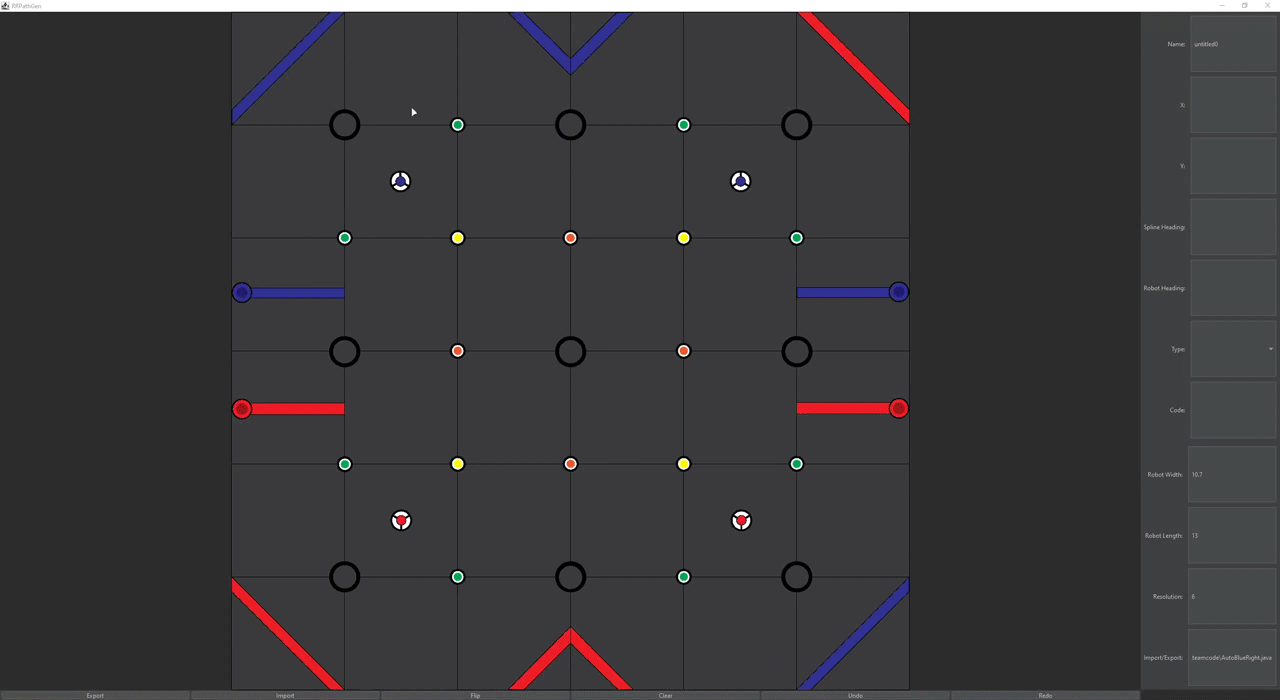 RRPathGen
Name:
untitled0
X:
Y:
Spline Heading:
Robot Heading:
Type:
Code:
Robot Width:
10.7
Robot Length:
13
Resolution:
6
Import/Export:
teamcode\AutoBlueRight.java
Export
Import
Flip
Clear
Undo
Redo